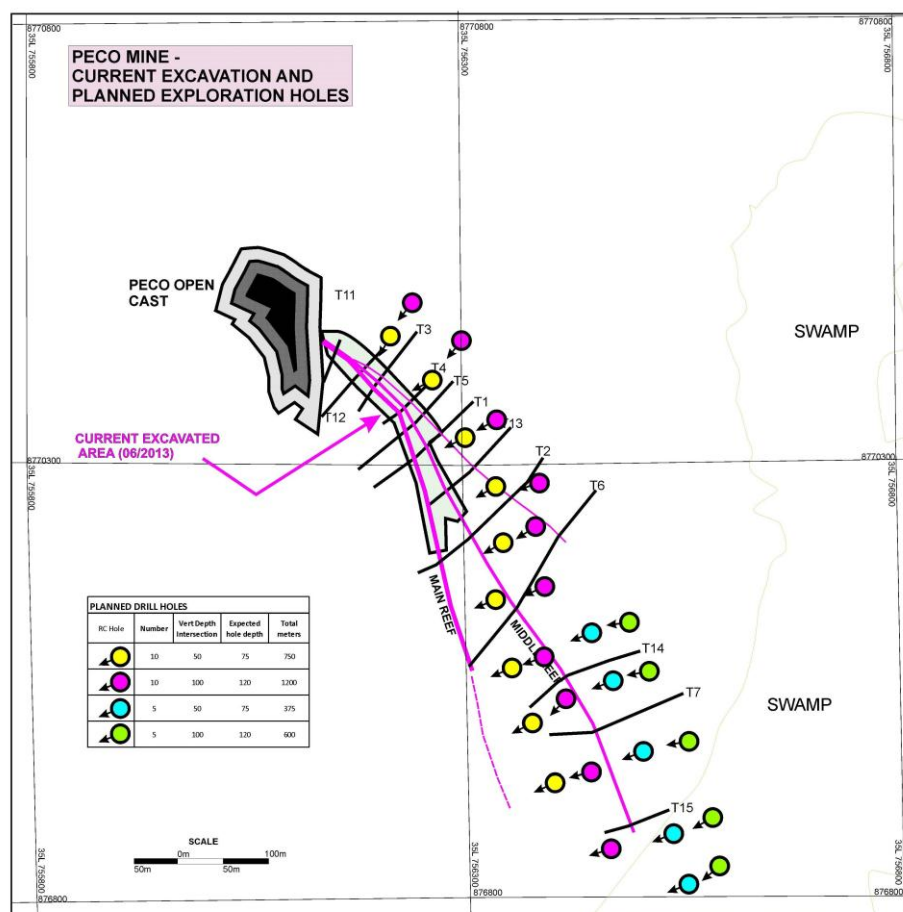 8770800
8770800
35L 755800
35L 756300
35L 756800
PECO MINE -
CURRENT EXCAVATION AND
PLANNED EXPLORATION HOLES
PECO OPEN
CAST
T11
T3
SWAMP
T4
T5
T12
T1
T13
CURRENT EXCAVATED
AREA (06/2013)
T2
8770300
8770300
35L 755800
35L 756800
T6
MAIN REEF
MIDDLE REEF
PLANNED DRILL HOLES
RC Hole Number Vert Depth Intersection Expected hole depth Total meters
10 50 75 750
10 100 120 1200
5 50 75 375
5 100 120 600
T14
T7
SWAMP
T15
SCALE
0m 100m
50m 50m
35L 755800
35L 756300
35L 756800
876800
876800